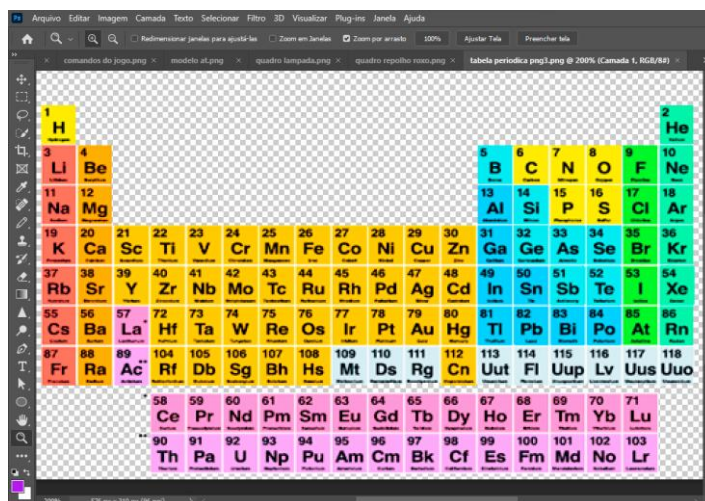 Ps Arquivo Editar Imagem Camada Texto Selecionar Filtro 3D Visualizar Plug-ins Janela Ajuda
Redimensionar janelas para ajustá-las Zoom em Janelas Zoom por arrasto 100% Ajustar Tela Preencher tela
comandos do jogo.png × modelo at.png × quadro lampada.png × quadro repolho roxo.png × tabela periodica png3.png @ 200% (Camada 1, RGB/8#) ×
1 2
H He
3 4 5 6 7 8 9 10
Li Be B C N O F Ne
11 12 13 14 15 16 17 18
Na Mg Al Si P S Cl Ar
19 20 21 22 23 24 25 26 27 28 29 30 31 32 33 34 35 36
K Ca Sc Ti V Cr Mn Fe Co Ni Cu Zn Ga Ge As Se Br Kr
37 38 39 40 41 42 43 44 45 46 47 48 49 50 51 52 53 54
Rb Sr Y Zr Nb Mo Tc Ru Rh Pd Ag Cd In Sn Sb Te I Xe
55 56 57 72 73 74 75 76 77 78 79 80 81 82 83 84 85 86
Cs Ba La* Hf Ta W Re Os Ir Pt Au Hg Tl Pb Bi Po At Rn
87 88 89 104 105 106 107 108 109 110 111 112 113 114 115 116 117 118
Fr Ra Ac** Rf Db Sg Bh Hs Mt Ds Rg Cn Uut Fl Uup Lv Uus Uuo
* 58 59 60 61 62 63 64 65 66 67 68 69 70 71
Ce Pr Nd Pm Sm Eu Gd Tb Dy Ho Er Tm Yb Lu
** 90 91 92 93 94 95 96 97 98 99 100 101 102 103
Th Pa U Np Pu Am Cm Bk Cf Es Fm Md No Lr